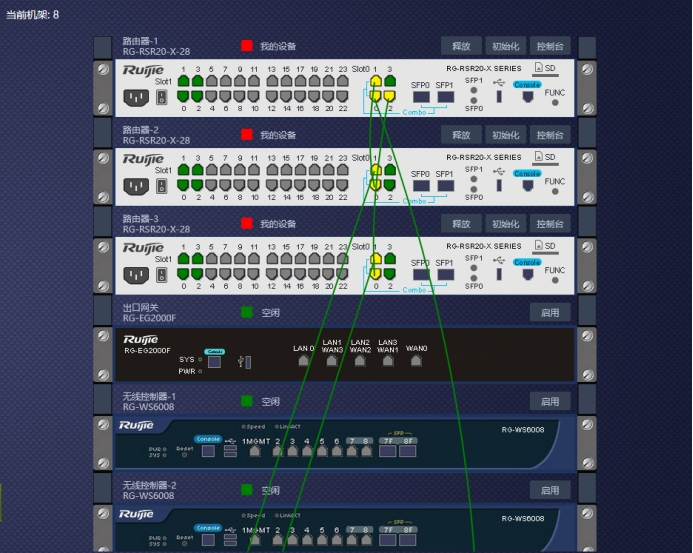 当前机架: 8
路由器-1
RG-RSR20-X-28
我的设备
释放 初始化 控制台
Ruijie
Slot1
1 3 5 7 9 11 13 15 17 19 21 23 Slot0 1 3
0 2 4 6 8 10 12 14 16 18 20 22 0 2
SFP0 SFP1
Combo
RG-RSR20-X SERIES
SD
SFP1
SFP0
Console
FUNC
路由器-2
RG-RSR20-X-28
我的设备
释放 初始化 控制台
Ruijie
Slot1
1 3 5 7 9 11 13 15 17 19 21 23 Slot0 1 3
0 2 4 6 8 10 12 14 16 18 20 22 0 2
SFP0 SFP1
Combo
RG-RSR20-X SERIES
SD
SFP1
SFP0
Console
FUNC
路由器-3
RG-RSR20-X-28
我的设备
释放 初始化 控制台
Ruijie
Slot1
1 3 5 7 9 11 13 15 17 19 21 23 Slot0 1 3
0 2 4 6 8 10 12 14 16 18 20 22 0 2
SFP0 SFP1
Combo
RG-RSR20-X SERIES
SD
SFP1
SFP0
Console
FUNC
出口网关
RG-EG2000F
空闲
启用
Ruijie
RG-EG2000F
SYS
PWR
Console
LAN 0
LAN1
WAN3
LAN2
WAN2
LAN3
WAN1
WAN0
无线控制器-1
RG-WS6008
空闲
启用
Ruijie
Speed Link/ACT
RG-WS6008
PWR
SYS
Reset
Console
1MGMT 2 3 4 5 6 7 8 7F 8F
SFP
无线控制器-2
RG-WS6008
空闲
启用
Ruijie
Speed Link/ACT
RG-WS6008
PWR
SYS
Reset
Console
1MGMT 2 3 4 5 6 7 8 7F 8F
SFP